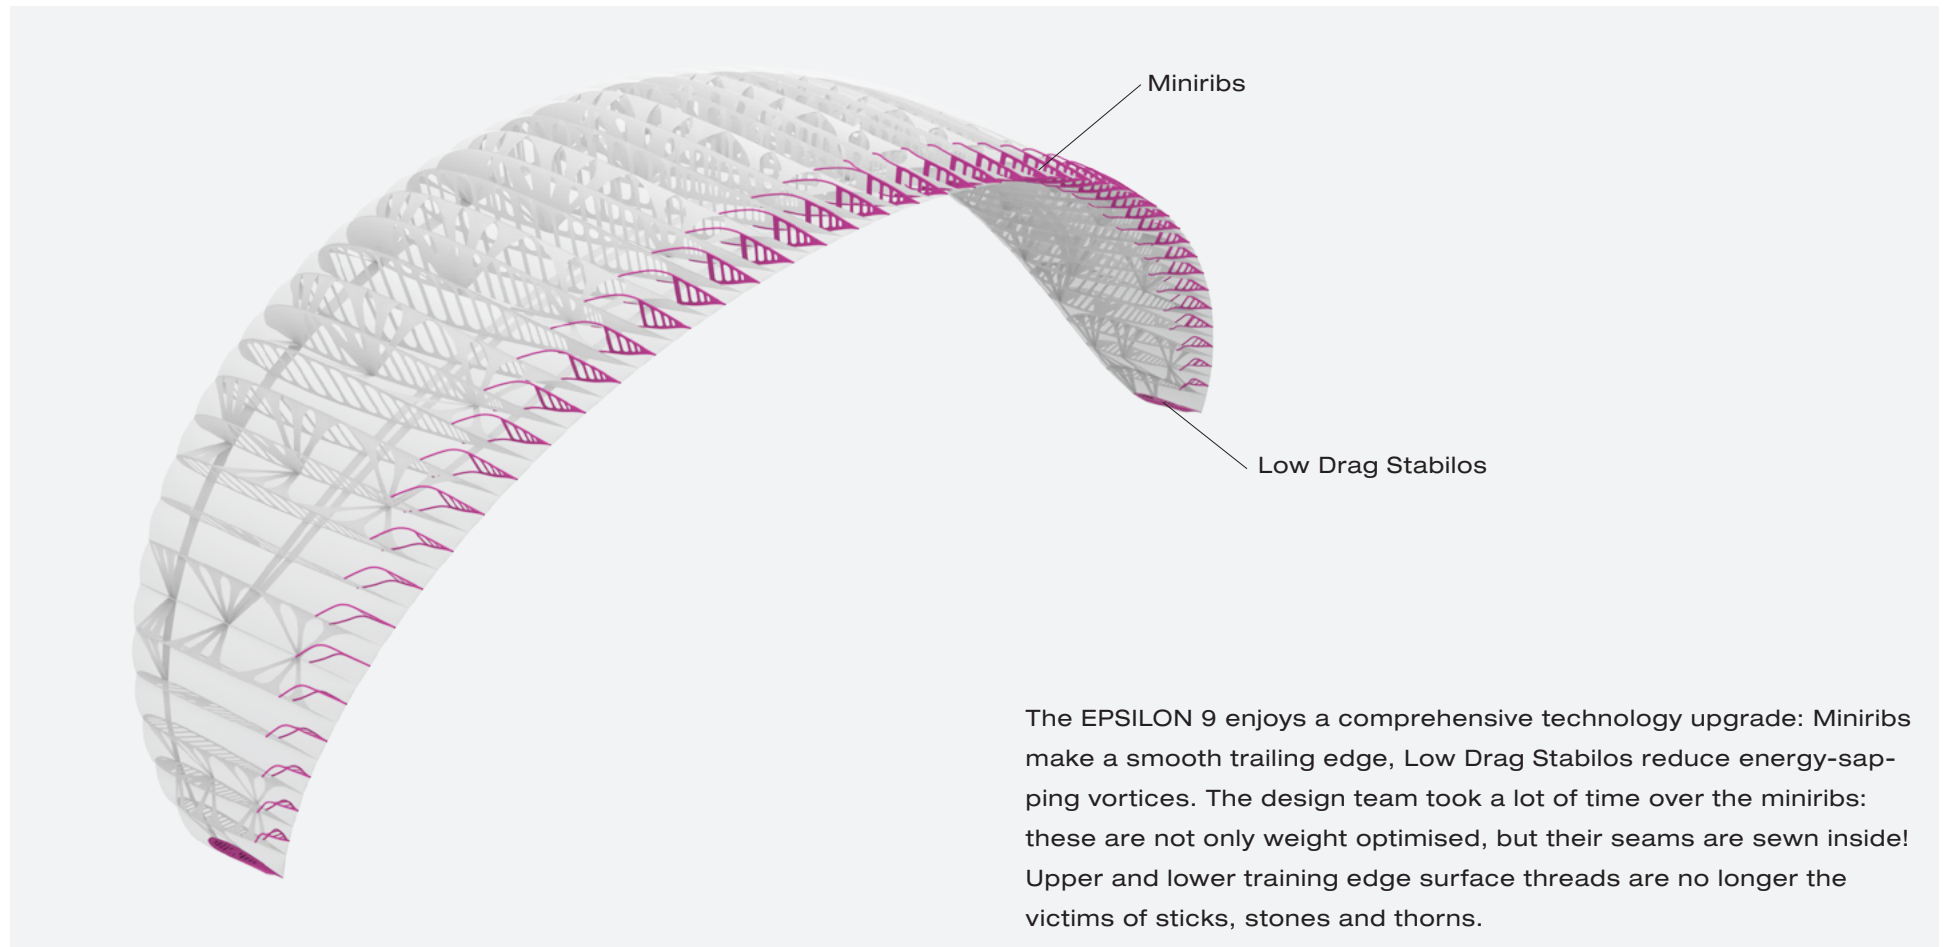 Miniribs
Low Drag Stabilos
The EPSILON 9 enjoys a comprehensive technology upgrade: Miniribs
make a smooth trailing edge, Low Drag Stabilos reduce energy-sap-
ping vortices. The design team took a lot of time over the miniribs:
these are not only weight optimised, but their seams are sewn inside!
Upper and lower training edge surface threads are no longer the
victims of sticks, stones and thorns.